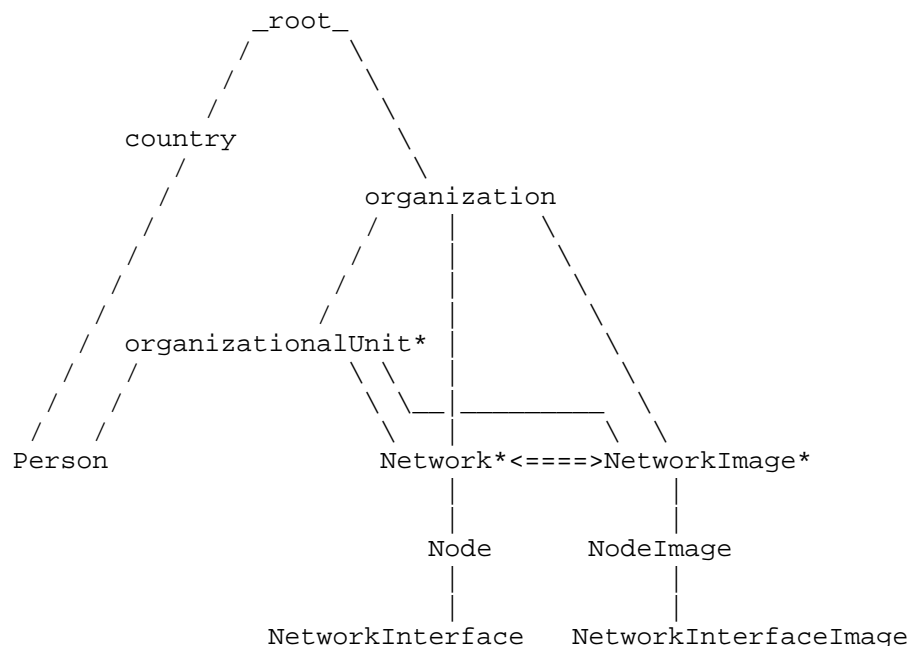 _root_
country
organization
organizationalUnit*
Person Network*<====>NetworkImage*
Node NodeImage
NetworkInterface NetworkInterfaceImage